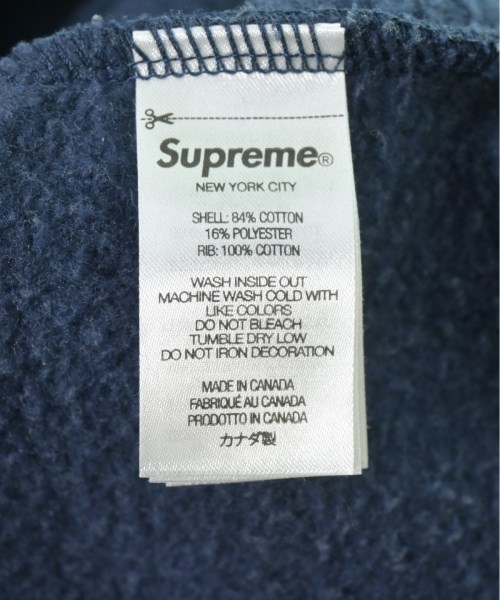 Supreme®
NEW YORK CITY
SHELL: 84% COTTON
16% POLYESTER
RIB: 100% COTTON
WASH INSIDE OUT
MACHINE WASH COLD WITH
LIKE COLORS
DO NOT BLEACH
TUMBLE DRY LOW
DO NOT IRON DECORATION
MADE IN CANADA
FABRIQUÉ AU CANADA
PRODOTTO IN CANADA
カナダ製